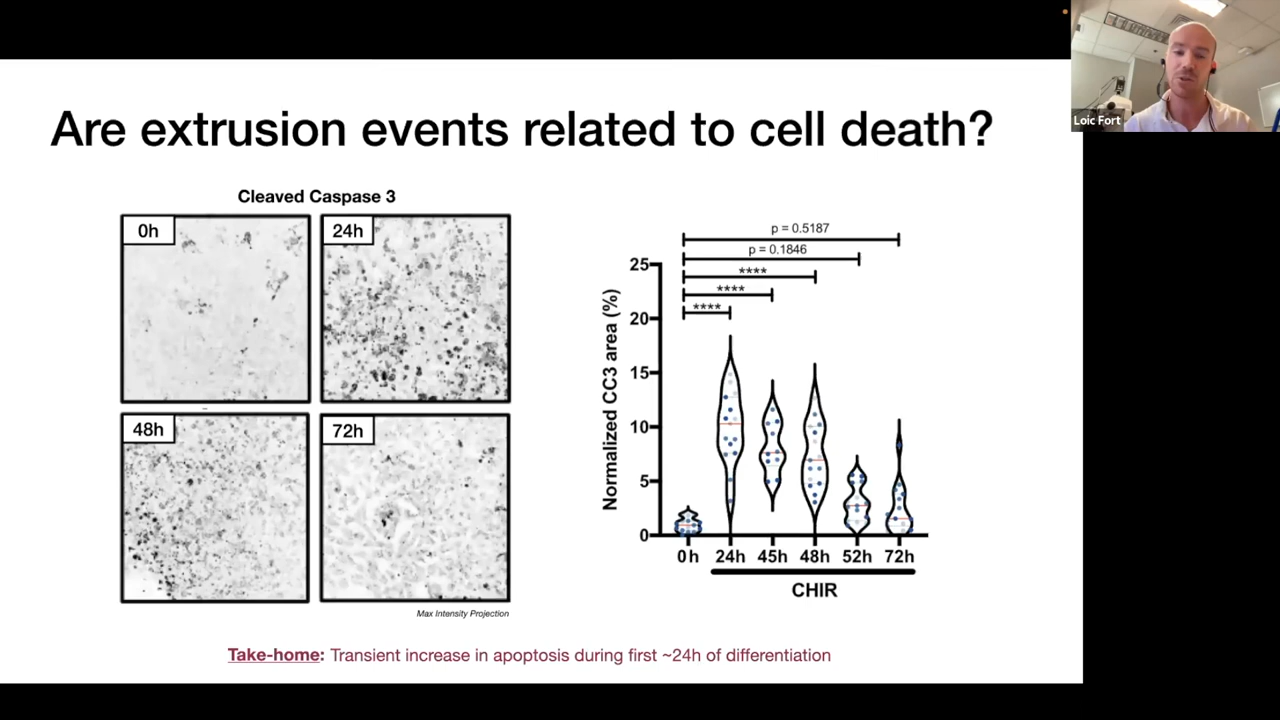 Loic Fort
Are extrusion events related to cell death?
Cleaved Caspase 3
0h
24h
48h
72h
Max Intensity Projection
p = 0.5187
p = 0.1846
****
****
****
Normalized CC3 area (%)
25
20
15
10
5
0
0h 24h 45h 48h 52h 72h
CHIR
Take-home: Transient increase in apoptosis during first ~24h of differentiation